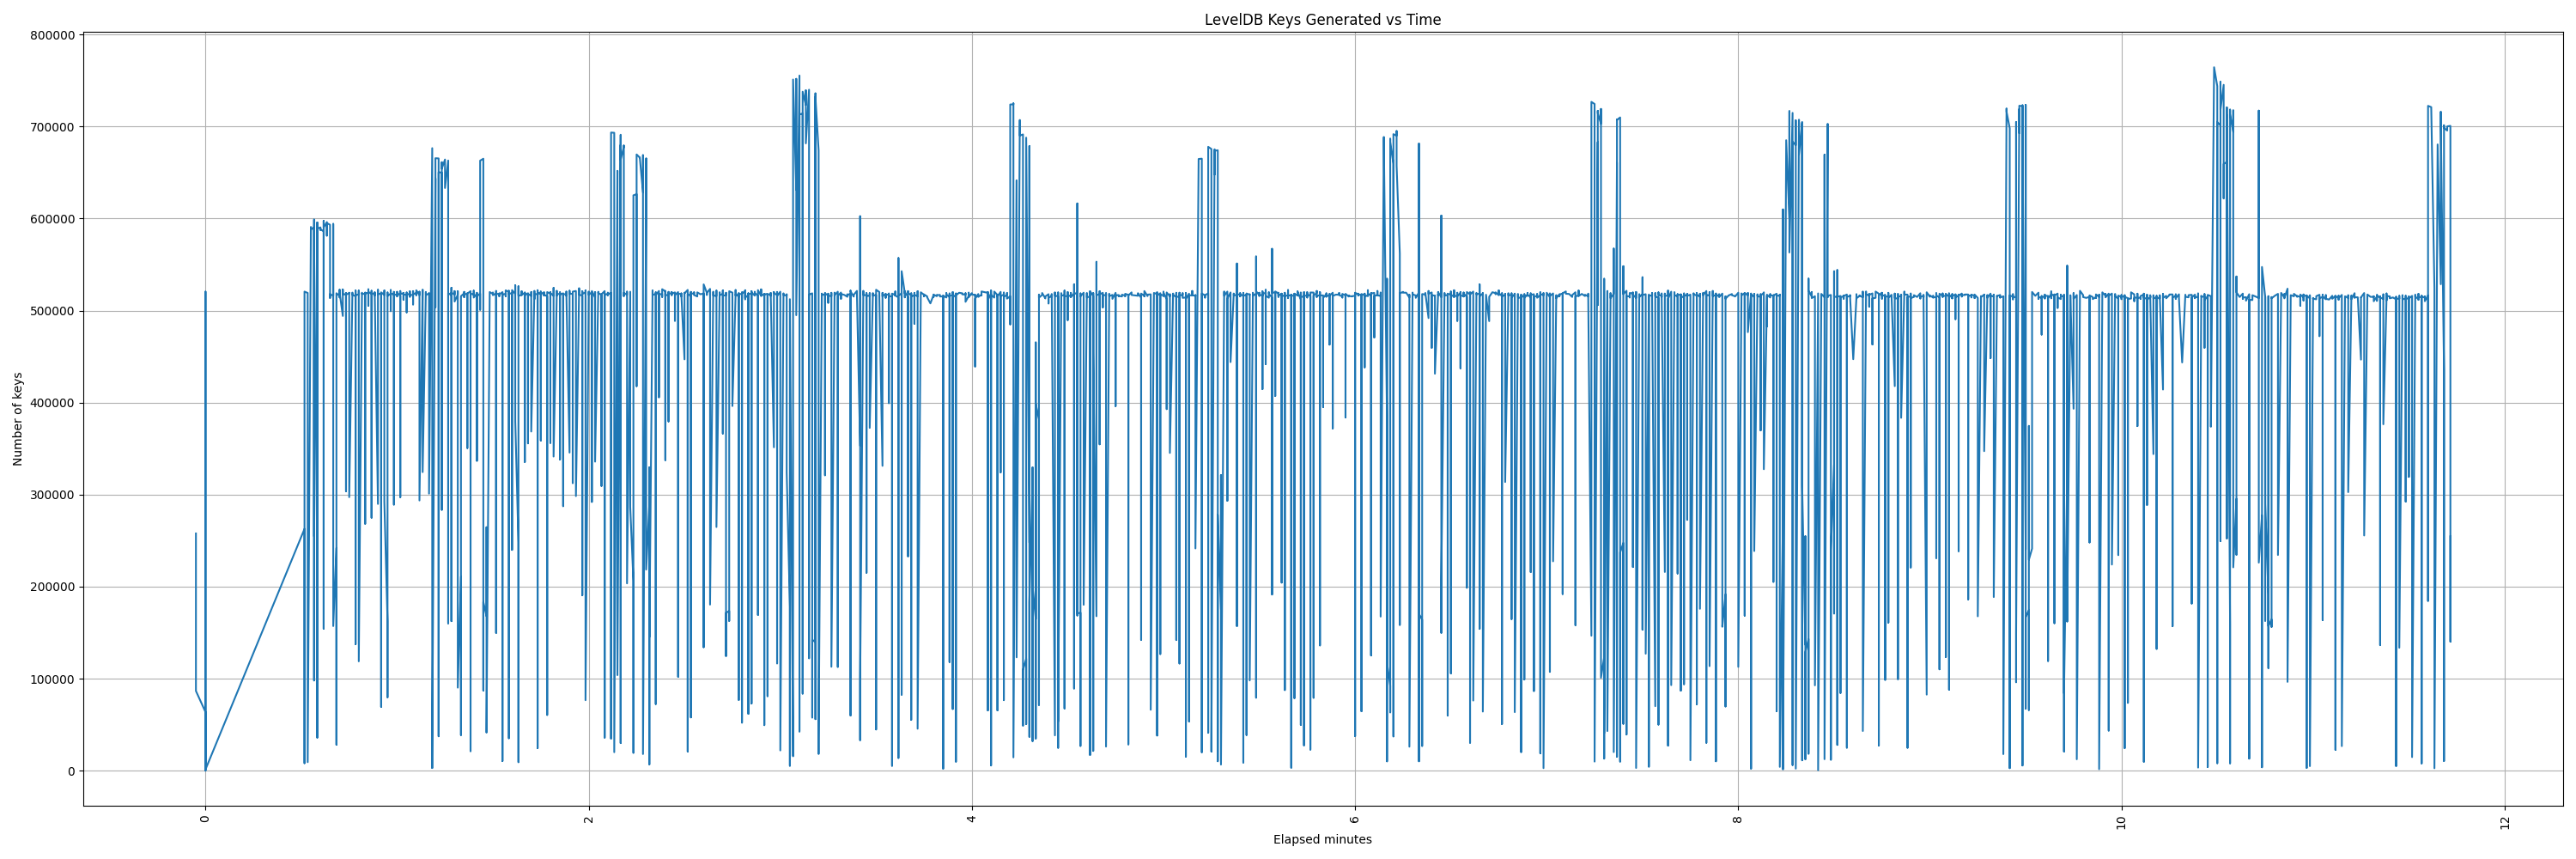 LevelDB Keys Generated vs Time
800000
700000
600000
500000
400000
300000
200000
100000
0
Number of keys
0 2 4 6 8 10 12
Elapsed minutes